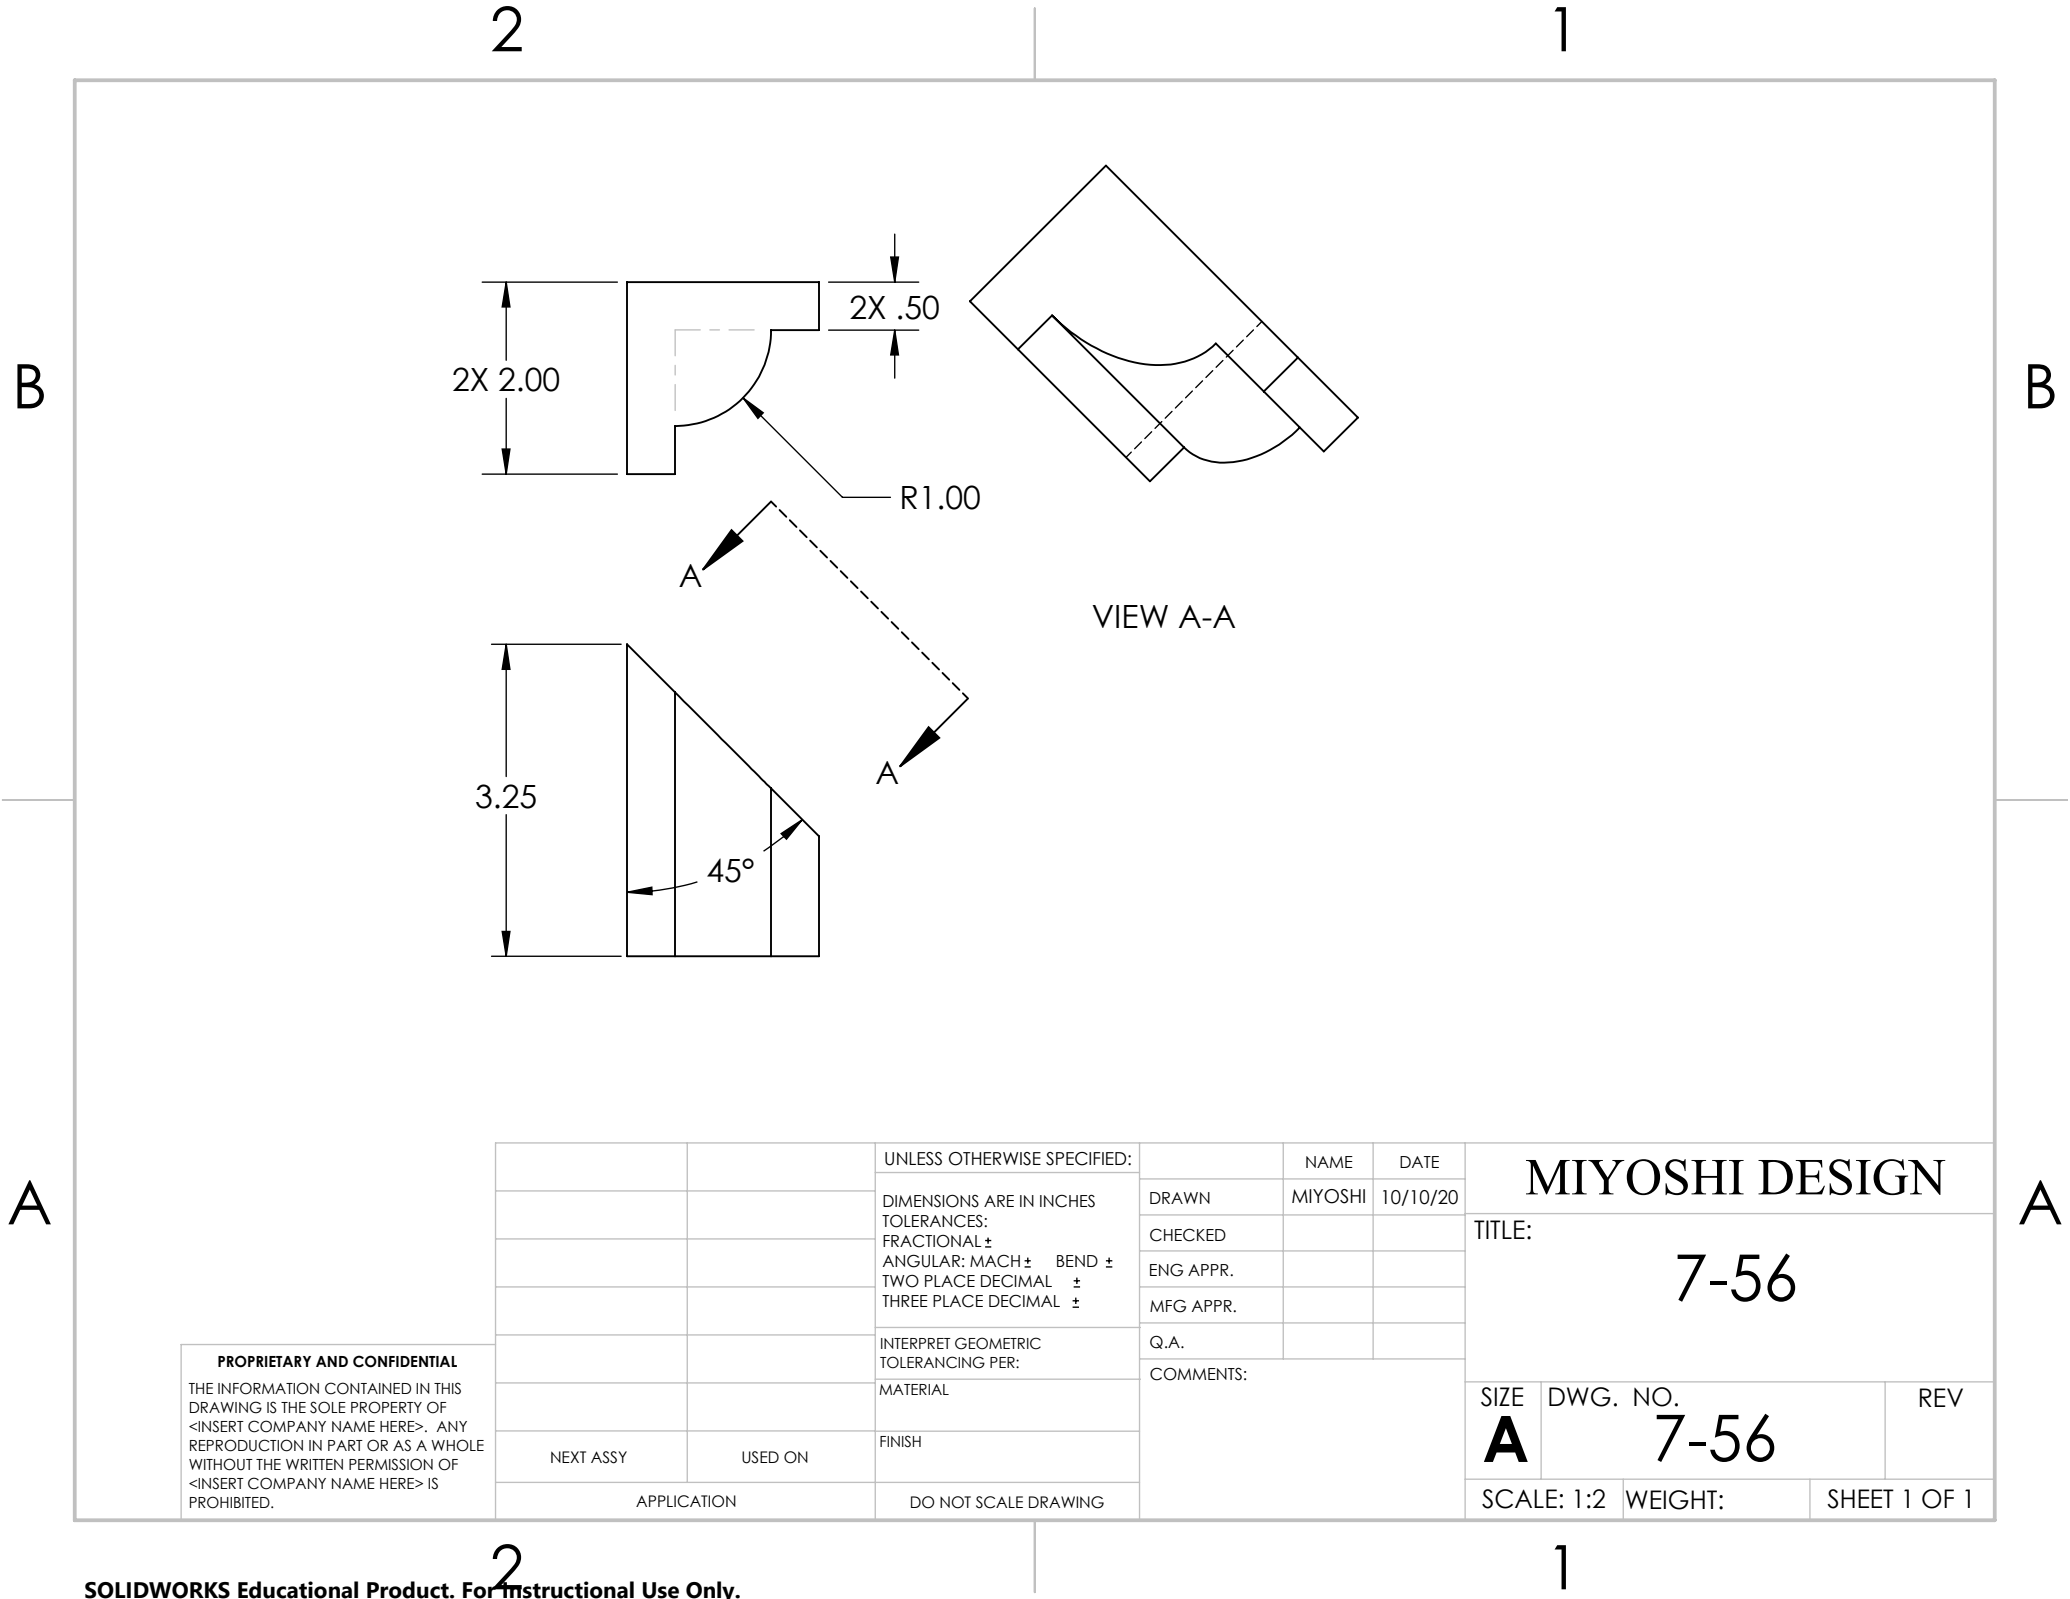 2
1
B
B
2X 2.00
2X .50
R1.00
A
A
VIEW A-A
3.25
45°
A
A
UNLESS OTHERWISE SPECIFIED:
DIMENSIONS ARE IN INCHES
TOLERANCES:
FRACTIONAL±
ANGULAR: MACH± BEND ±
TWO PLACE DECIMAL ±
THREE PLACE DECIMAL ±
INTERPRET GEOMETRIC
TOLERANCING PER:
MATERIAL
FINISH
DO NOT SCALE DRAWING
NAME DATE
DRAWN MIYOSHI 10/10/20
CHECKED
ENG APPR.
MFG APPR.
Q.A.
COMMENTS:
MIYOSHI DESIGN
TITLE:
7-56
SIZE DWG. NO. REV
A 7-56
SCALE: 1:2 WEIGHT: SHEET 1 OF 1
PROPRIETARY AND CONFIDENTIAL
THE INFORMATION CONTAINED IN THIS
DRAWING IS THE SOLE PROPERTY OF
<INSERT COMPANY NAME HERE>. ANY
REPRODUCTION IN PART OR AS A WHOLE
WITHOUT THE WRITTEN PERMISSION OF
<INSERT COMPANY NAME HERE> IS
PROHIBITED.
NEXT ASSY USED ON
APPLICATION
2
1
SOLIDWORKS Educational Product. For Instructional Use Only.